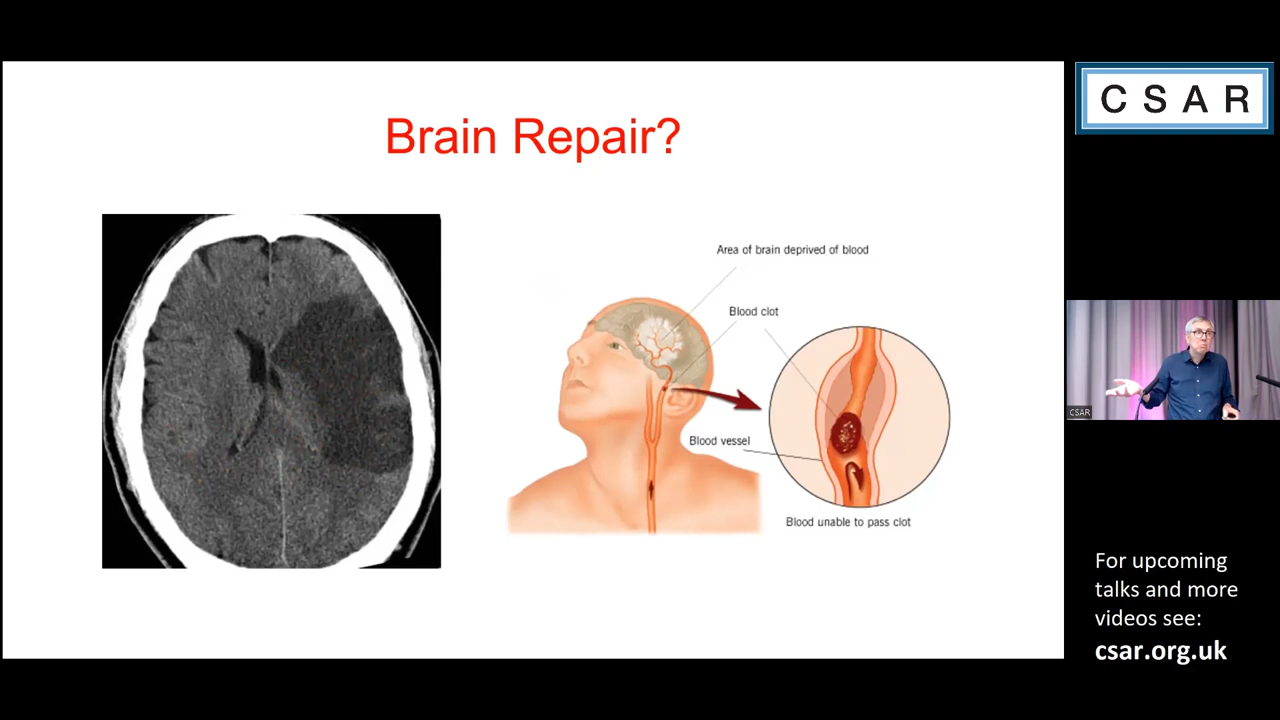 Brain Repair?
Area of brain deprived of blood
Blood clot
Blood vessel
Blood unable to pass clot
CSAR
CSAR
For upcoming
talks and more
videos see:
csar.org.uk